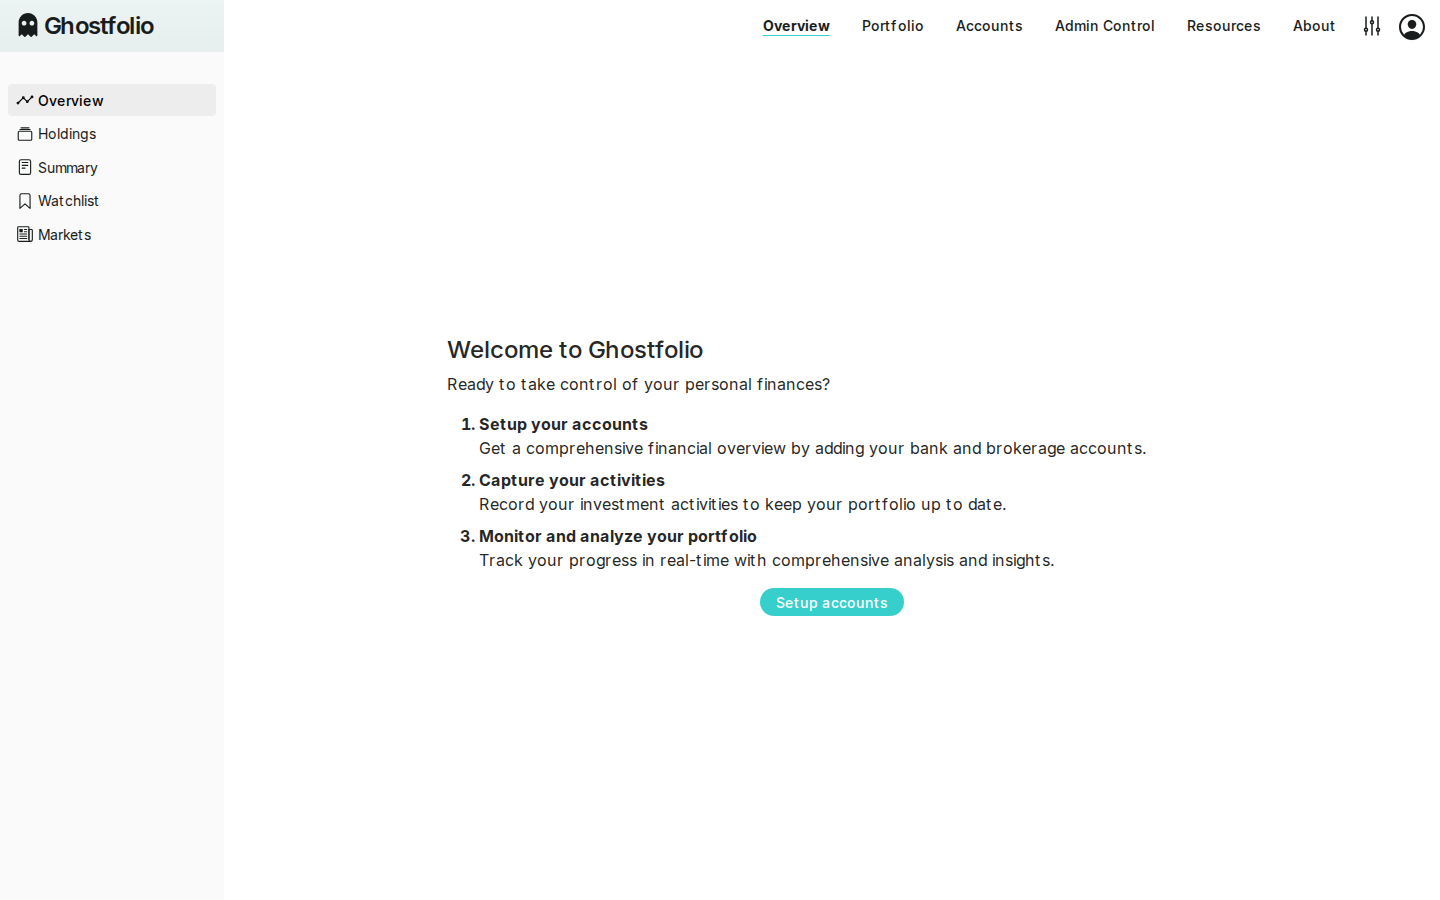 Ghostfolio
Overview
Portfolio
Accounts
Admin Control
Resources
About
Overview
Holdings
Summary
Watchlist
Markets
Welcome to Ghostfolio
Ready to take control of your personal finances?
1. Setup your accounts
Get a comprehensive financial overview by adding your bank and brokerage accounts.
2. Capture your activities
Record your investment activities to keep your portfolio up to date.
3. Monitor and analyze your portfolio
Track your progress in real-time with comprehensive analysis and insights.
Setup accounts